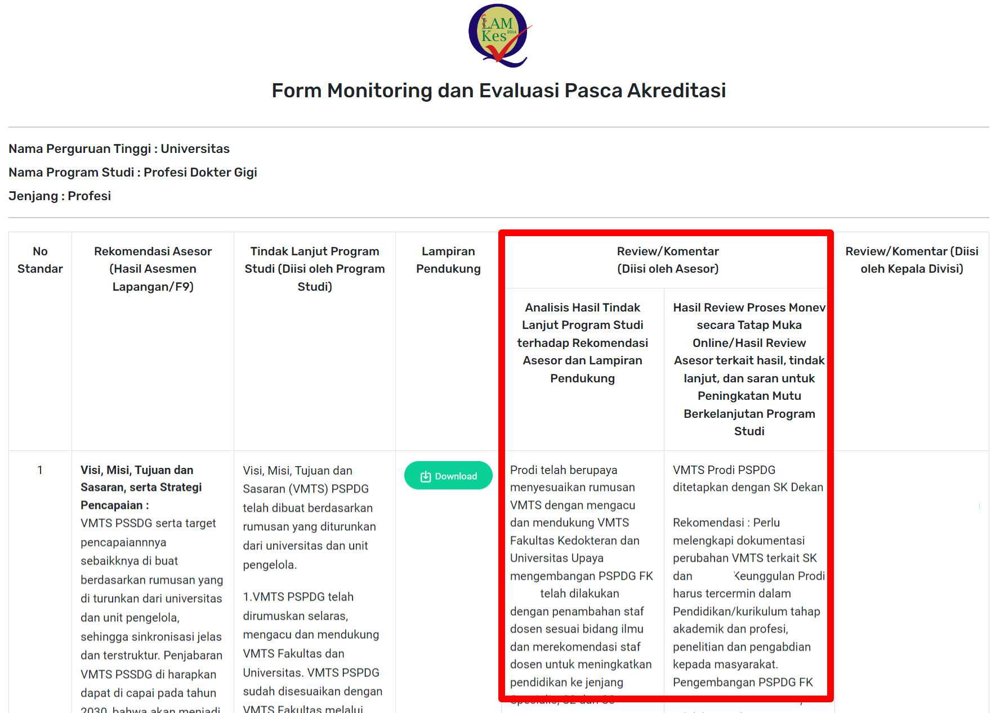 LAM
Kes 2014
Form Monitoring dan Evaluasi Pasca Akreditasi
Nama Perguruan Tinggi : Universitas
Nama Program Studi : Profesi Dokter Gigi
Jenjang : Profesi
No
Standar
Rekomendasi Asesor
(Hasil Asesmen
Lapangan/F9)
Tindak Lanjut Program
Studi (Diisi oleh Program
Studi)
Lampiran
Pendukung
Review/Komentar
(Diisi oleh Asesor)
Review/Komentar (Diisi
oleh Kepala Divisi)
Analisis Hasil Tindak
Lanjut Program Studi
terhadap Rekomendasi
Asesor dan Lampiran
Pendukung
Hasil Review Proses Monev
secara Tatap Muka
Online/Hasil Review
Asesor terkait hasil, tindak
lanjut, dan saran untuk
Peningkatan Mutu
Berkelanjutan Program
Studi
1
Visi, Misi, Tujuan dan
Sasaran, serta Strategi
Pencapaian :
VMTS PSSDG serta target
pencapaiannnya
sebaikknya di buat
berdasarkan rumusan yang
di turunkan dari universitas
dan unit pengelola,
sehingga sinkronisasi jelas
dan terstruktur. Penjabaran
VMTS PSSDG di harapkan
dapat di capai pada tahun
2030, bahwa akan menjadi
Visi, Misi, Tujuan dan
Sasaran (VMTS) PSPDG
telah dibuat berdasarkan
rumusan yang diturunkan
dari universitas dan unit
pengelola.
1.VMTS PSPDG telah
dirumuskan selaras,
mengacu dan mendukung
VMTS Fakultas dan
Universitas. VMTS PSPDG
sudah disesuaikan dengan
VMTS Fakultas melalui
Download
Prodi telah berupaya
menyesuaikan rumusan
VMTS dengan mengacu
dan mendukung VMTS
Fakultas Kedokteran dan
Universitas Upaya
mengembangan PSPDG FK
telah dilakukan
dengan penambahan staf
dosen sesuai bidang ilmu
dan merekomendasi staf
dosen untuk meningkatkan
pendidikan ke jenjang
VMTS Prodi PSPDG
ditetapkan dengan SK Dekan
Rekomendasi : Perlu
melengkapi dokumentasi
perubahan VMTS terkait SK
dan Keunggulan Prodi
harus tercermin dalam
Pendidikan/kurikulum tahap
akademik dan profesi,
penelitian dan pengabdian
kepada masyarakat.
Pengembangan PSPDG FK